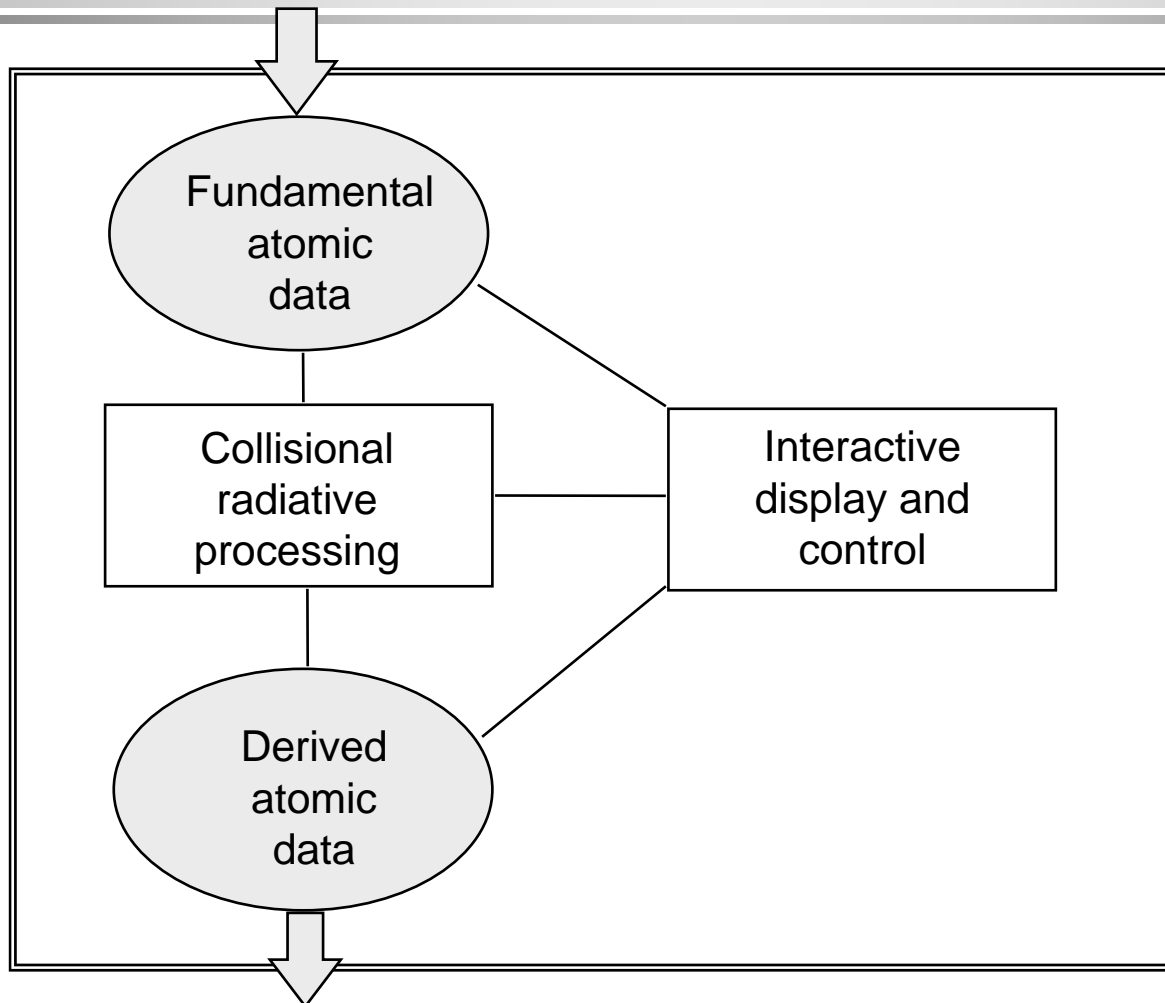 Fundamental
atomic
data
Collisional
radiative
processing
Interactive
display and
control
Derived
atomic
data